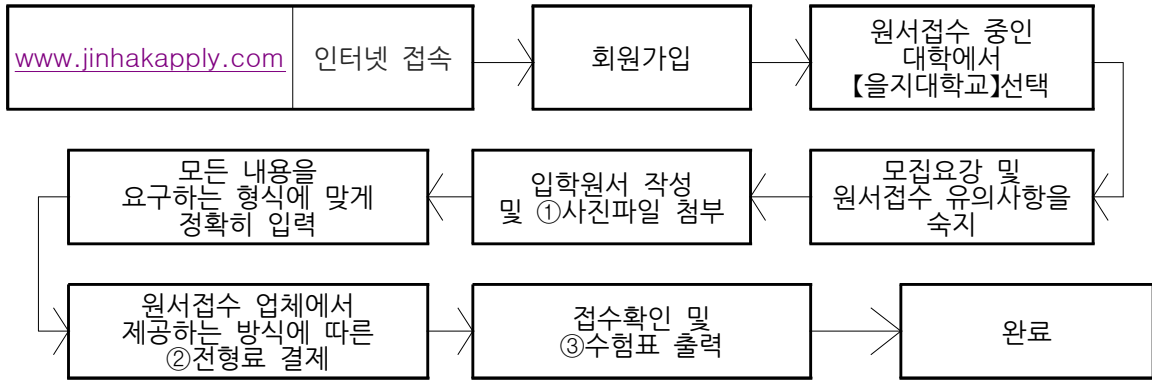 www.jinhakapply.com
인터넷 접속
회원가입
원서접수 중인
대학에서
【을지대학교】선택
모집요강 및
원서접수 유의사항을
숙지
입학원서 작성
및 ①사진파일 첨부
모든 내용을
요구하는 형식에 맞게
정확히 입력
원서접수 업체에서
제공하는 방식에 따른
②전형료 결제
접수확인 및
③수험표 출력
완료